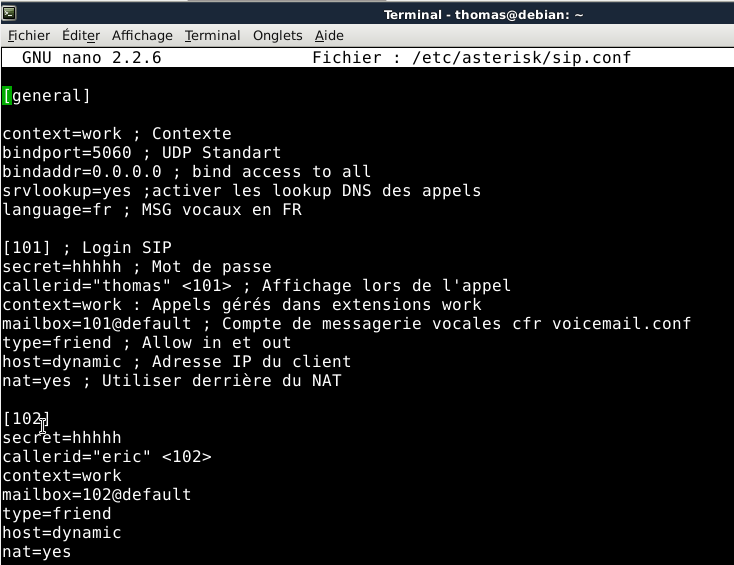 Terminal - thomas@debian: ~
Fichier Éditer Affichage Terminal Onglets Aide
GNU nano 2.2.6 Fichier : /etc/asterisk/sip.conf
[general]
context=work ; Contexte
bindport=5060 ; UDP Standart
bindaddr=0.0.0.0 ; bind access to all
srvlookup=yes ;activer les lookup DNS des appels
language=fr ; MSG vocaux en FR
[101] ; Login SIP
secret=hhhhh ; Mot de passe
callerid="thomas" <101> ; Affichage lors de l'appel
context=work : Appels gérés dans extensions work
mailbox=101@default ; Compte de messagerie vocales cfr voicemail.conf
type=friend ; Allow in et out
host=dynamic ; Adresse IP du client
nat=yes ; Utiliser derrière du NAT
[102]
secret=hhhhh
callerid="eric" <102>
context=work
mailbox=102@default
type=friend
host=dynamic
nat=yes